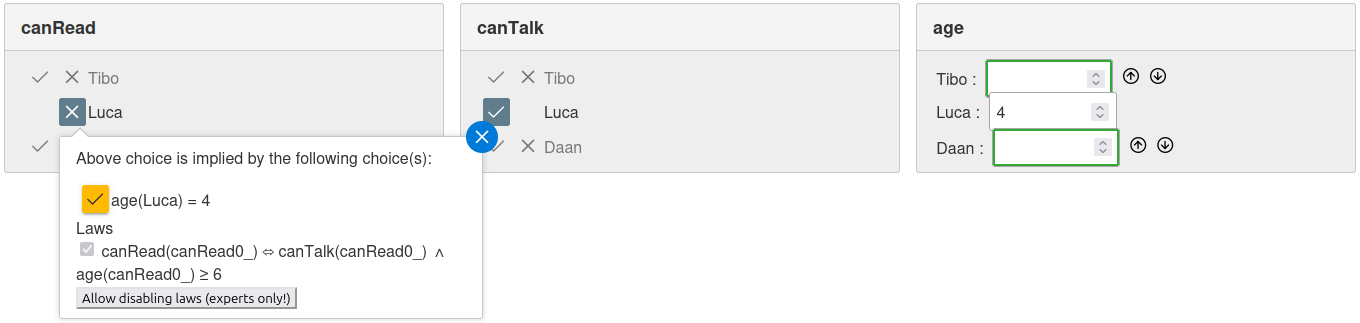 canRead
Tibo
Luca
Above choice is implied by the following choice(s):
age(Luca) = 4
Laws
canRead(canRead0_) ⇔ canTalk(canRead0_) ∧
age(canRead0_) ≥ 6
Allow disabling laws (experts only!)
canTalk
Tibo
Luca
Daan
age
Tibo :
Luca : 4
Daan :